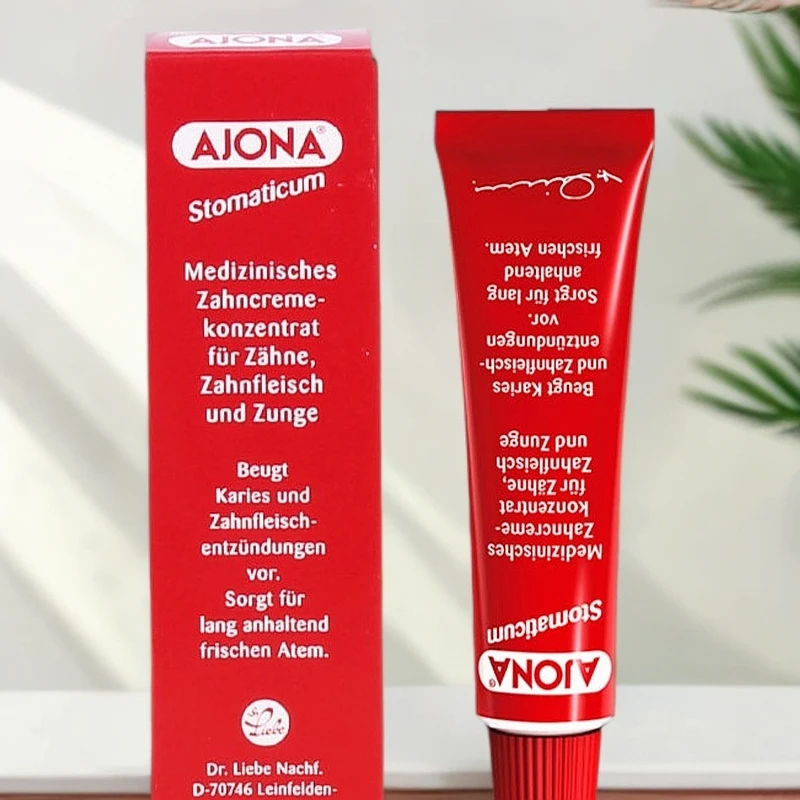 AJONA
AJONA®
Stomaticum
Medizinisches
Zahncreme-
konzentrat
für Zähne,
Zahnfleisch
und Zunge
Beugt
Karies und
Zahnfleisch-
entzündungen
vor.
Sorgt für
lang anhaltend
frischen Atem.
Liebe
Dr. Liebe Nachf.
D-70746 Leinfelden-
AJONA®
Stomaticum
Medizinisches
Zahncreme-
konzentrat
für Zähne,
Zahnfleisch
und Zunge
Beugt Karies
und Zahnfleisch-
entzündungen
vor.
Sorgt für lang
anhaltend
frischen Atem.